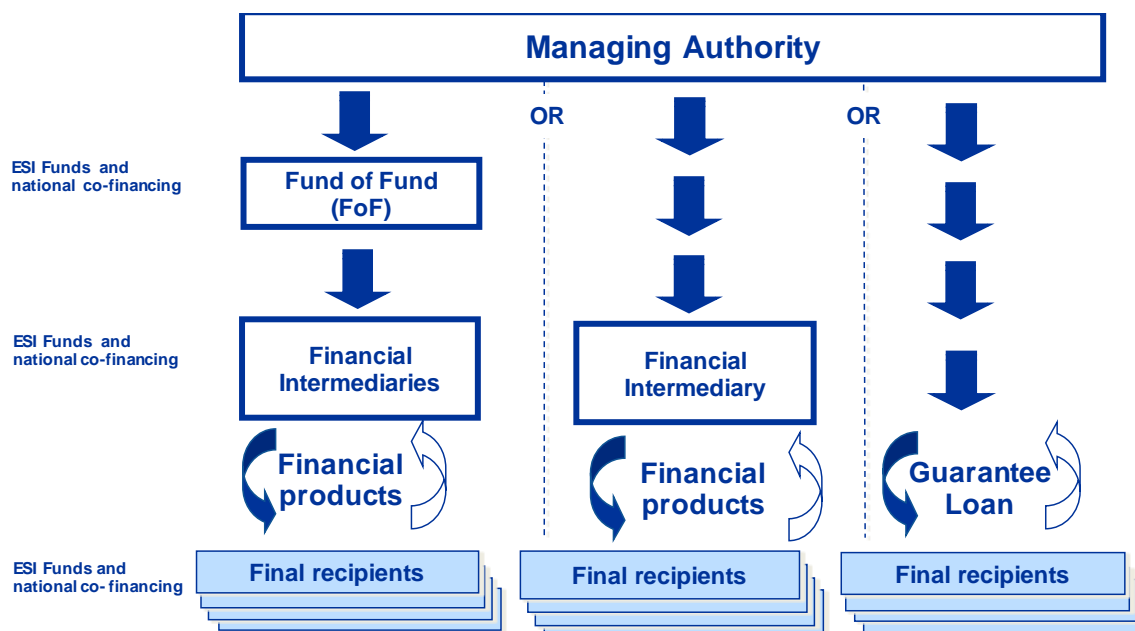 Managing Authority
OR
OR
ESI Funds and
national co-financing
Fund of Fund
(FoF)
ESI Funds and
national co-financing
Financial
Intermediaries
Financial
Intermediary
Financial
products
Financial
products
Guarantee
Loan
ESI Funds and
national co- financing
Final recipients
Final recipients
Final recipients